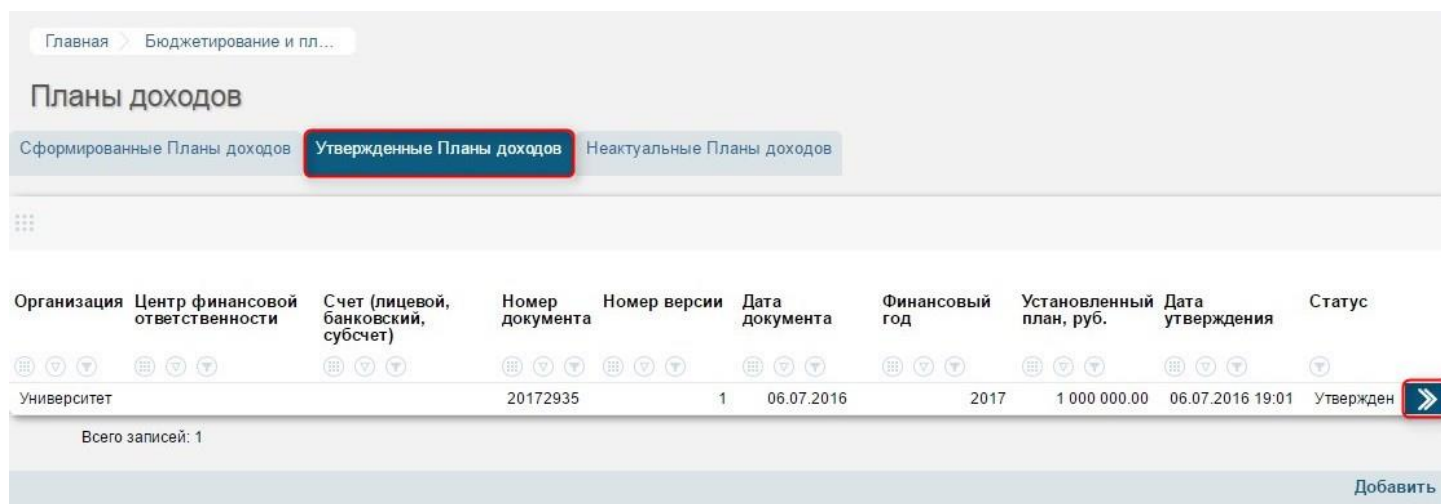 Главная Бюджетирование и пл...
Планы доходов
Сформированные Планы доходов Утвержденные Планы доходов Неактуальные Планы доходов
Организация Центр финансовой Счет (лицевой, Номер Номер версии Дата Финансовый Установленный Дата Статус
ответственности банковский, документа документа год план, руб. утверждения
субсчет)
Университет 20172935 1 06.07.2016 2017 1 000 000.00 06.07.2016 19:01 Утвержден
Всего записей: 1
Добавить